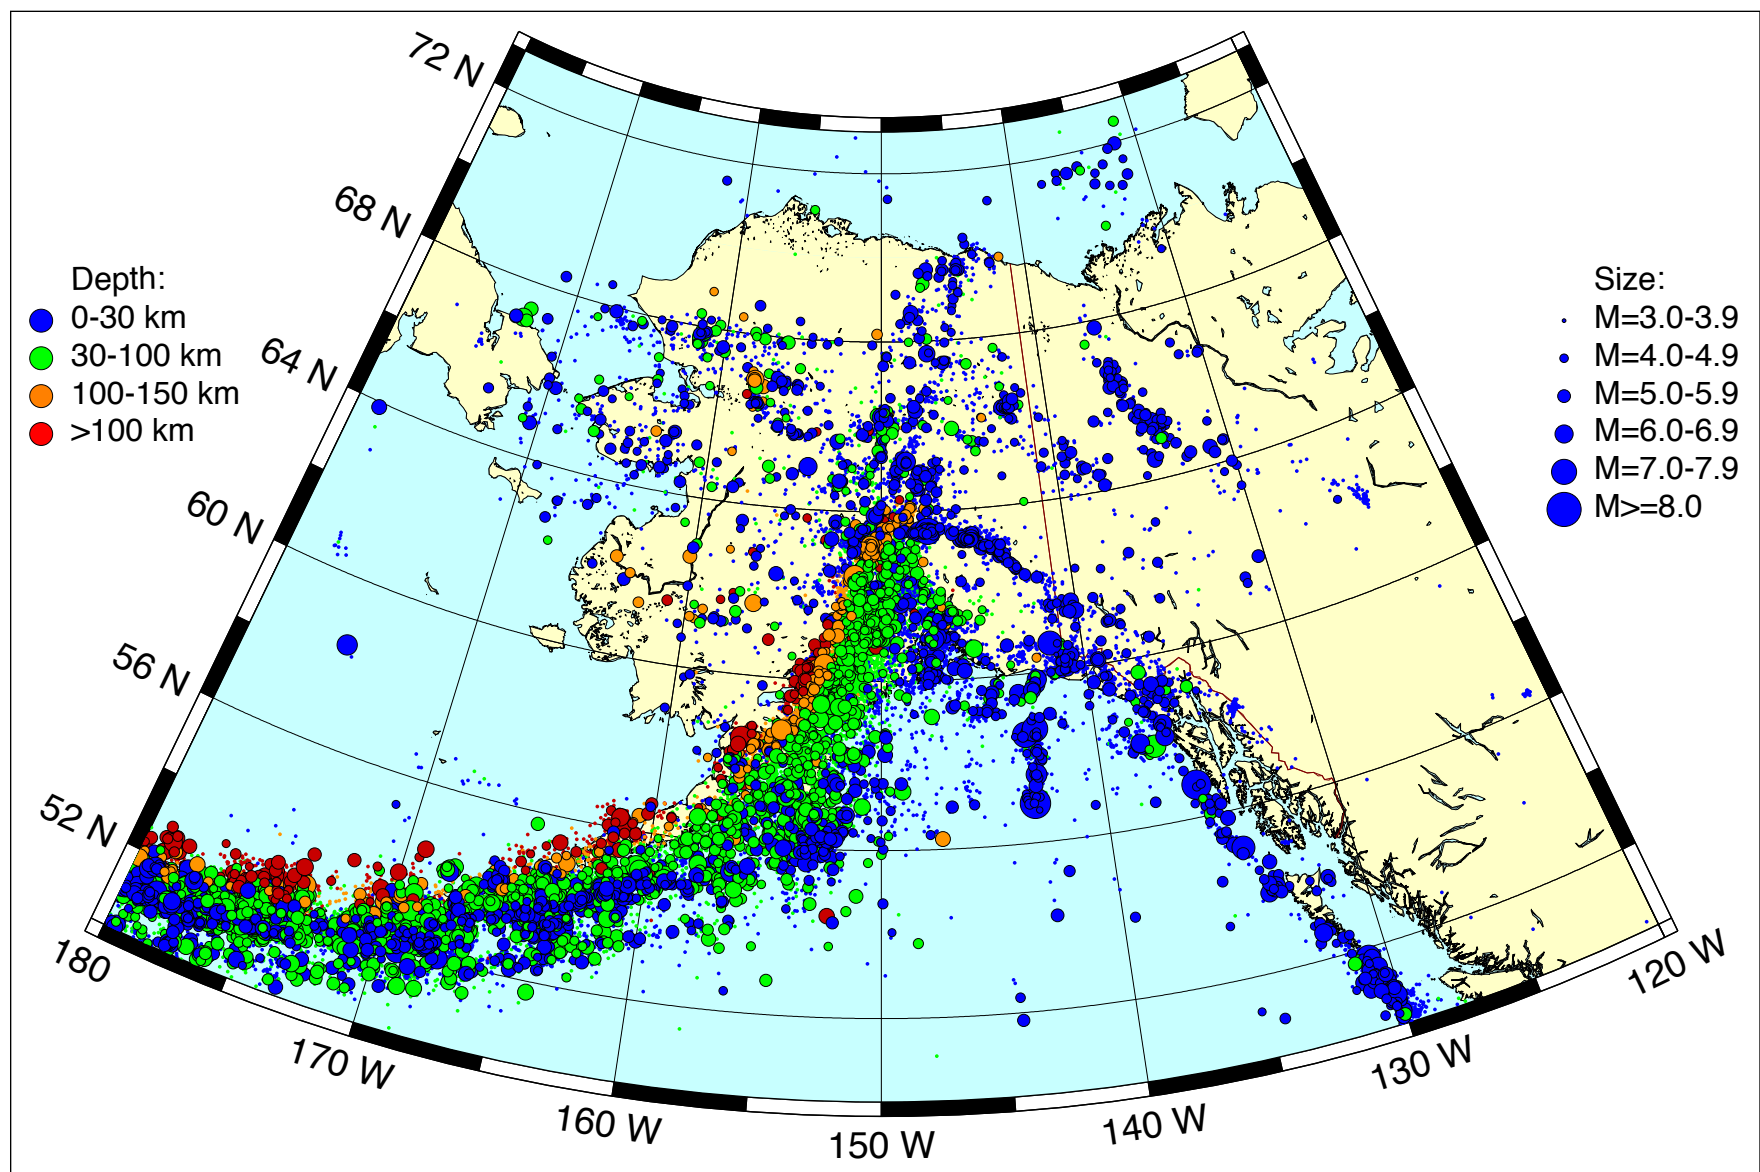 72 N
68 N
64 N
60 N
56 N
52 N
Depth:
0-30 km
30-100 km
100-150 km
>100 km
Size:
M=3.0-3.9
M=4.0-4.9
M=5.0-5.9
M=6.0-6.9
M=7.0-7.9
M>=8.0
180
170 W
160 W
150 W
140 W
130 W
120 W